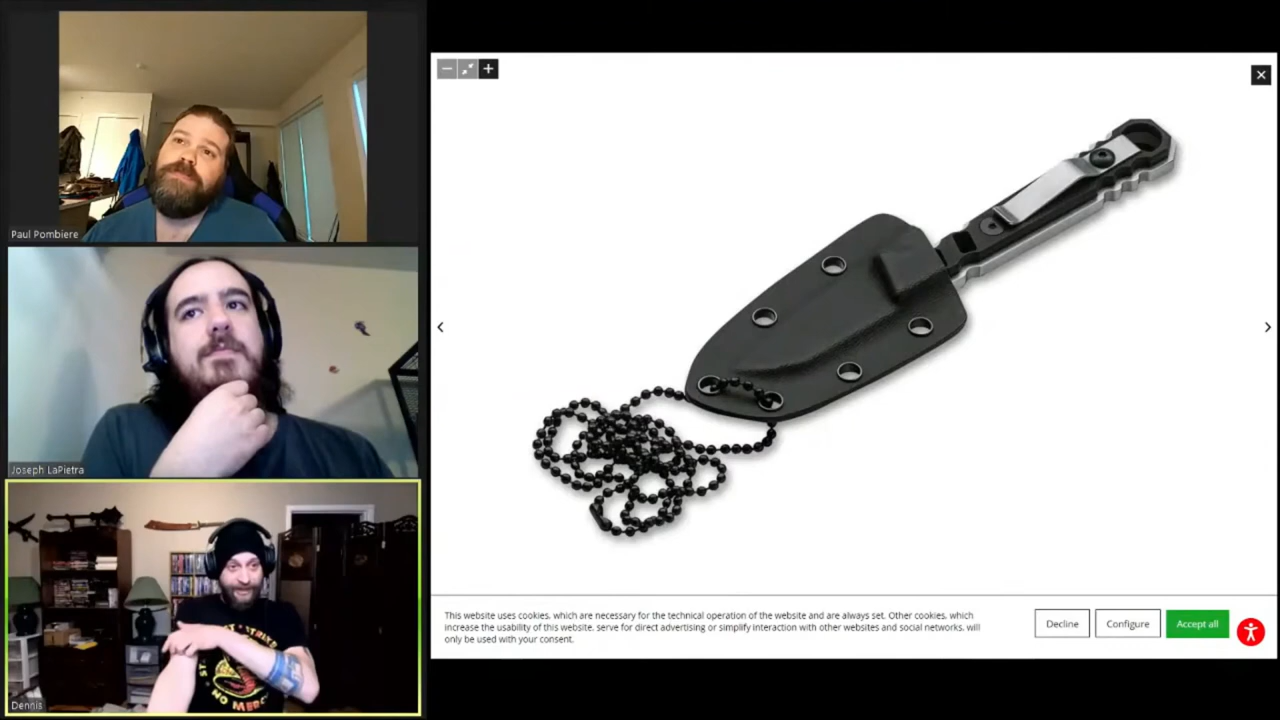 Paul Pombiere
Joseph LaPietra
NO MERCY
Dennis
This website uses cookies, which are necessary for the technical operation of the website and are always set. Other cookies, which
increase the usability of this website, serve for direct advertising or simplify interaction with other websites and social networks, will
only be used with your consent.
Decline
Configure
Accept all